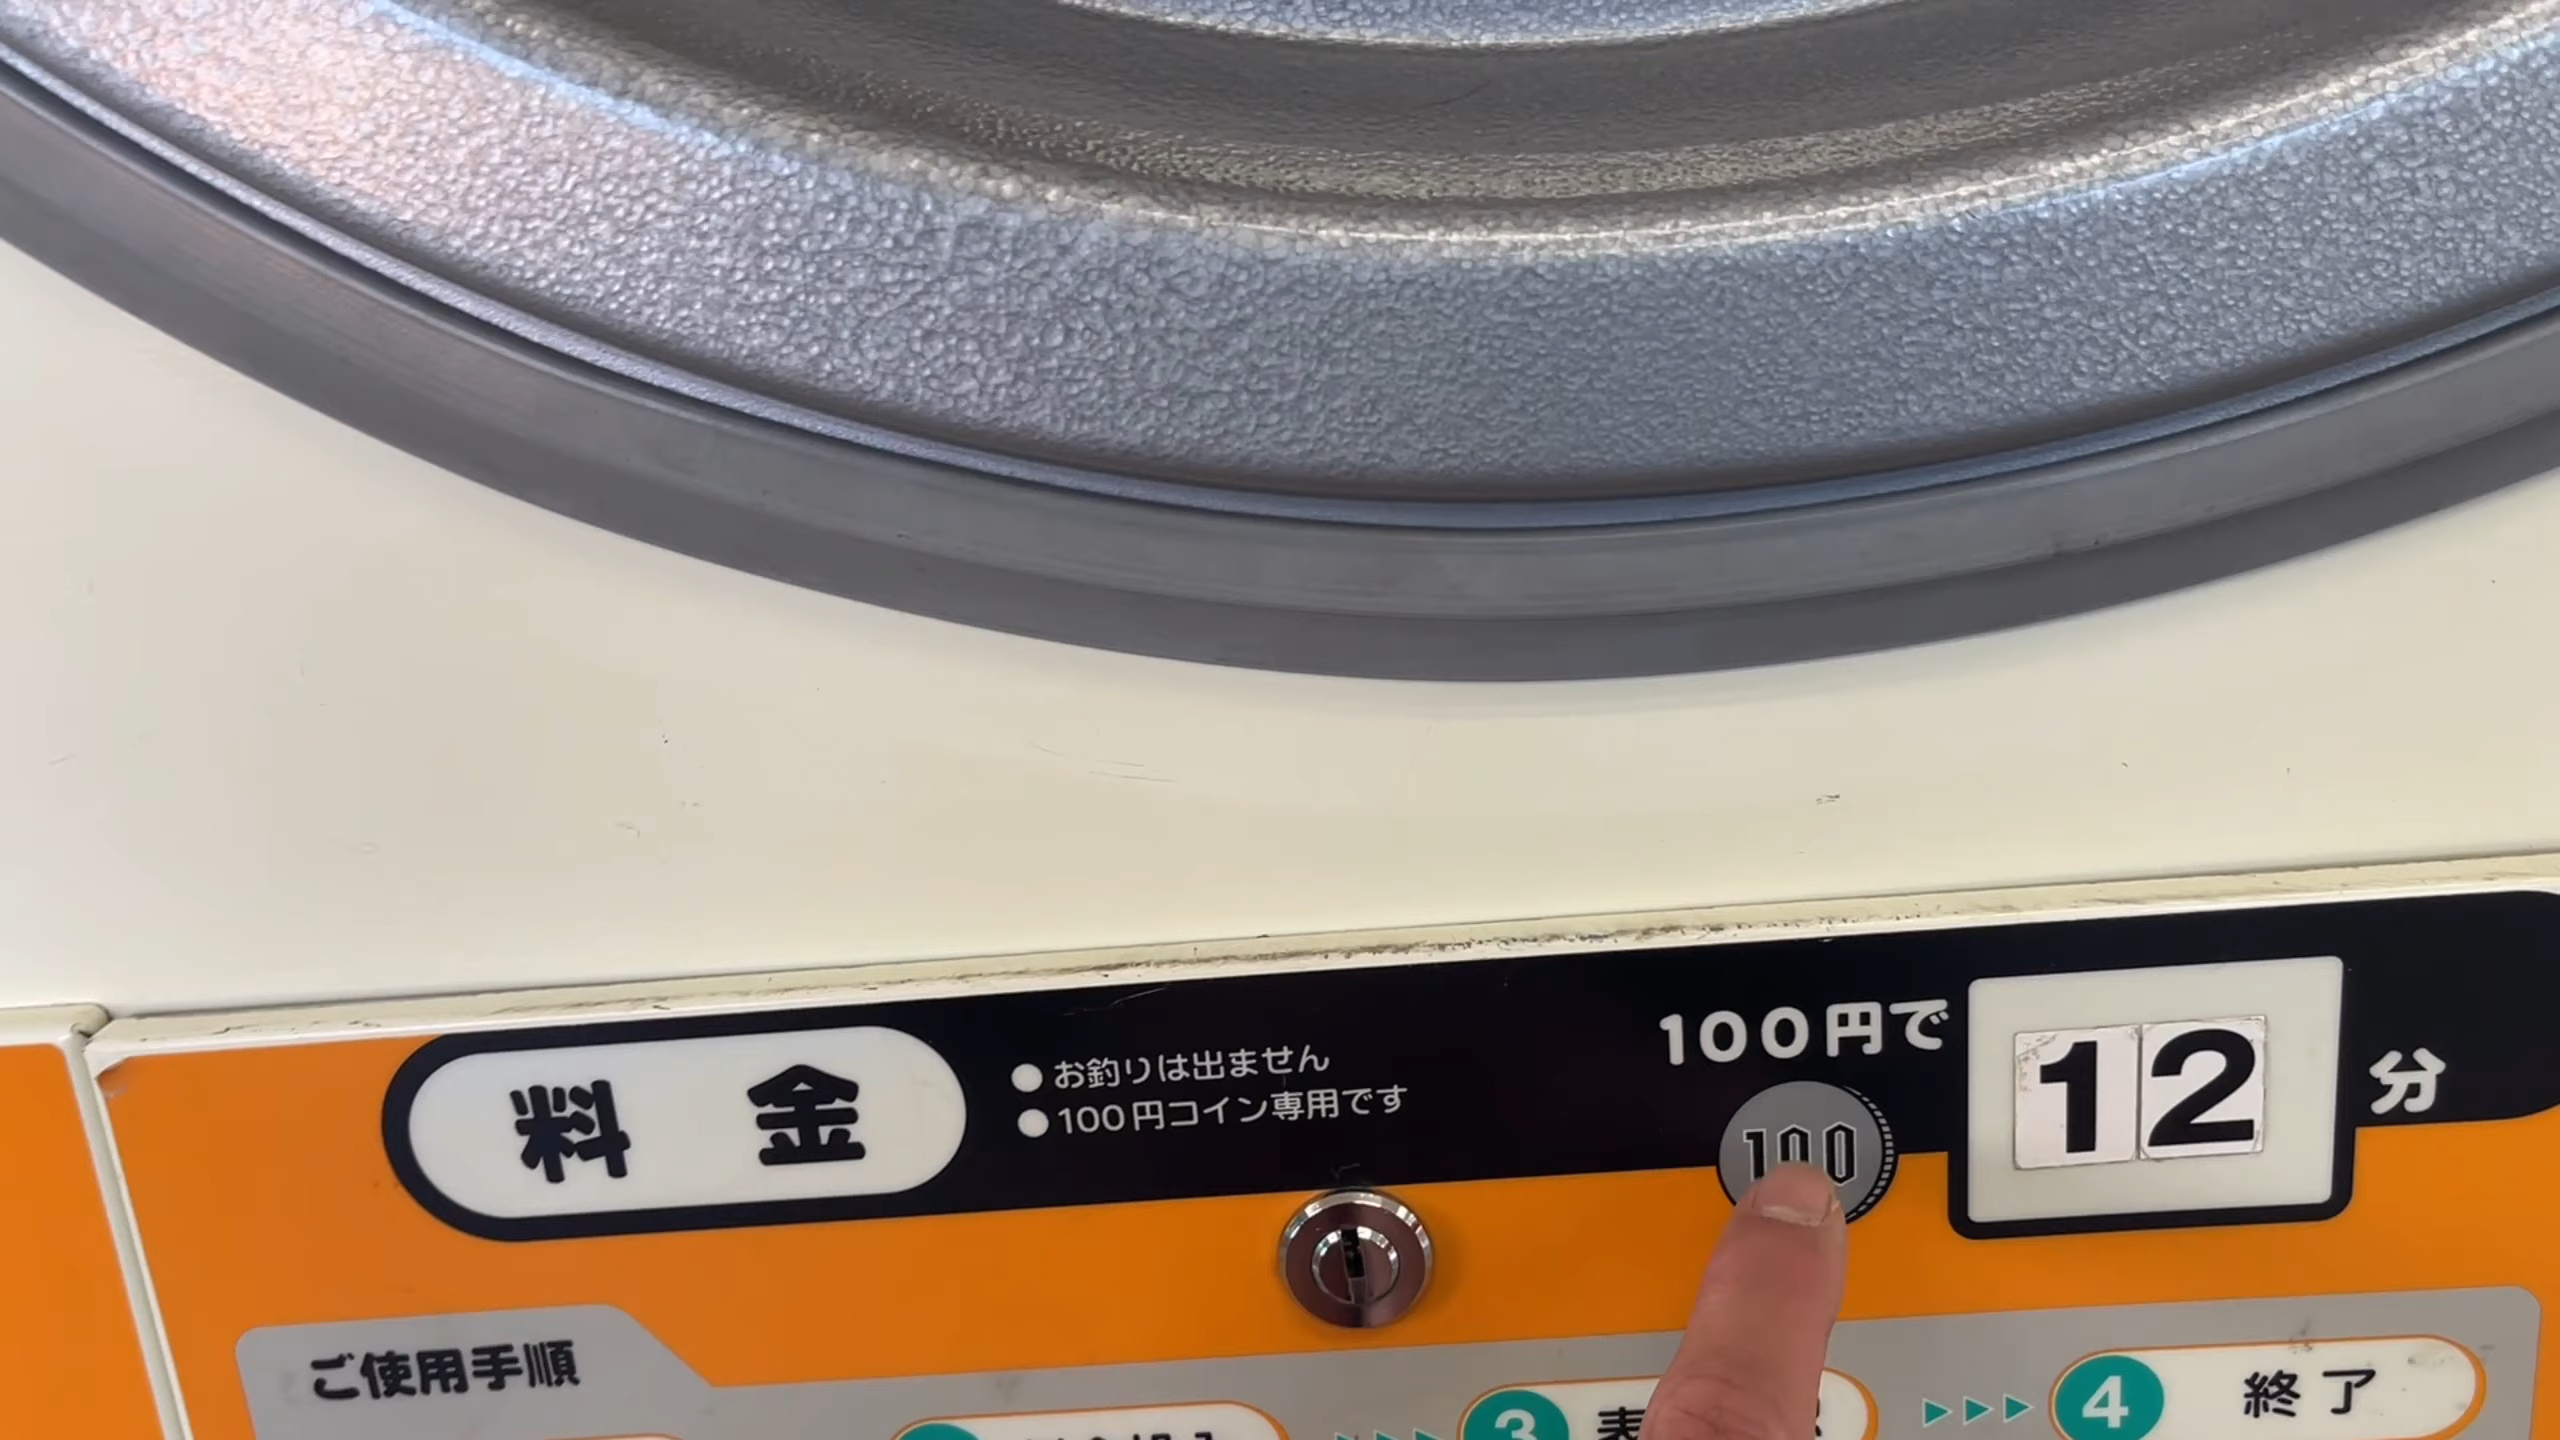 料金
●お釣りは出ません
●100円コイン専用です
100円で
12
分
100
ご使用手順
3
4 終了